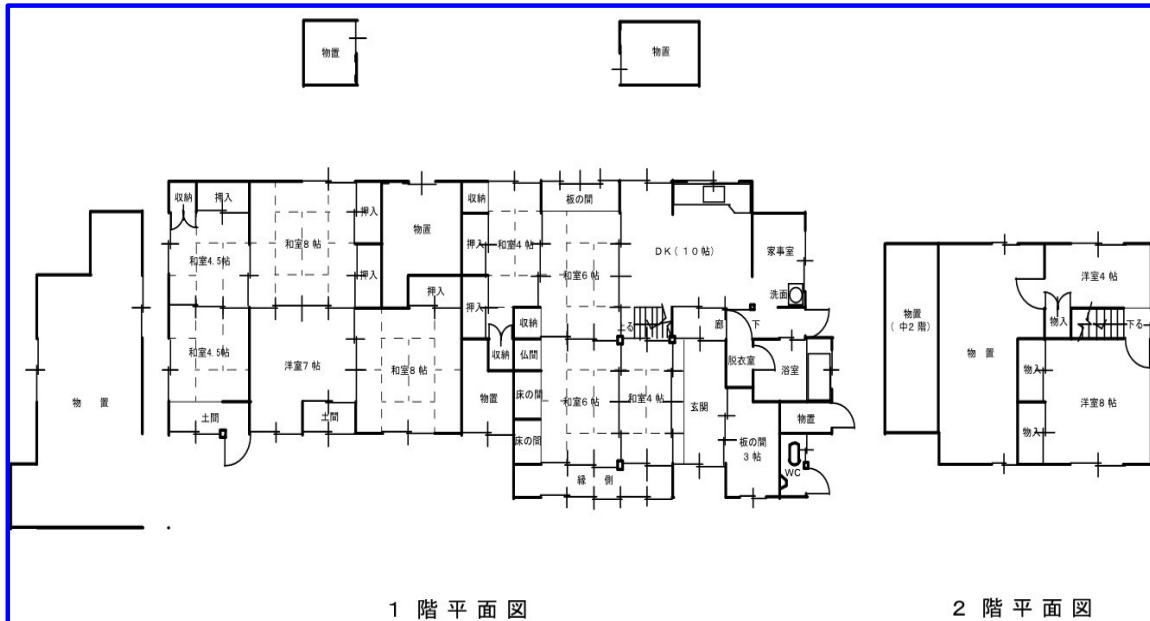 物置
物置
収納
押入
和室8帖
押入
物置
収納
板の間
和室4帖
押入
和室6帖
DK(10帖)
家事室
和室4.5帖
押入
押入
押入
洗面
収納
上る
廊
下
物置
和室4.5帖
洋室7帖
和室8帖
収納
仏間
脱衣室
浴室
床の間
和室6帖
和室4帖
玄関
物置
土間
土間
床の間
板の間
3帖
物置
WC
縁側
1階平面図
物置
(中2階)
物置
洋室4帖
物入
下る
物入
洋室8帖
物入
2階平面図